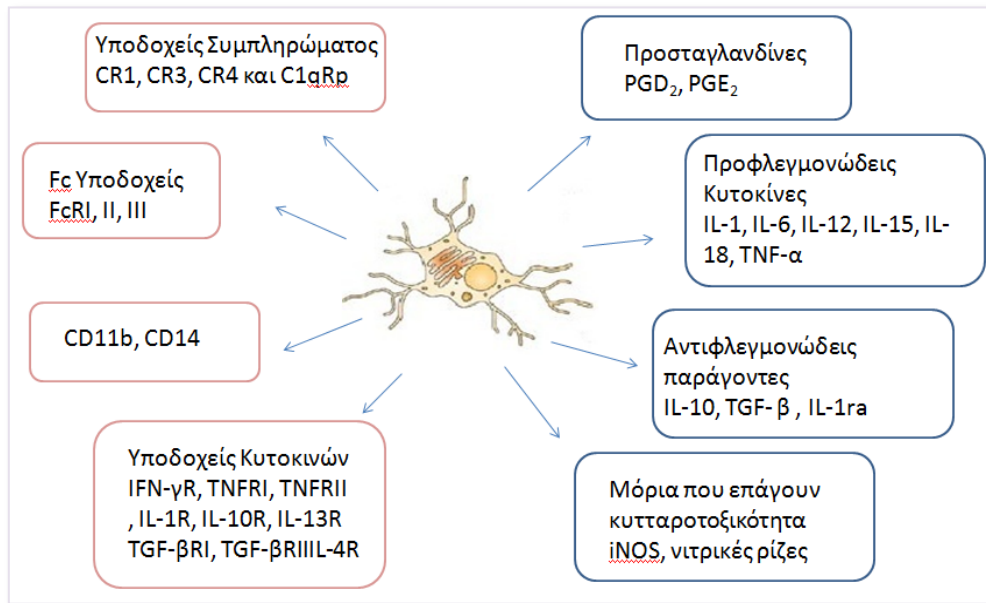 Υποδοχείς Συμπληρώματος
CR1, CR3, CR4 και C1qRp
Προσταγλανδίνες
PGD₂, PGE₂
Fc Υποδοχείς
FcRI, II, III
Προφλεγμονώδεις
Κυτοκίνες
IL-1, IL-6, IL-12, IL-15, IL-
18, TNF-α
CD11b, CD14
Αντιφλεγμονώδεις
παράγοντες
IL-10, TGF- β , IL-1ra
Υποδοχείς Κυτοκινών
IFN-γR, TNFRI, TNFRII
, IL-1R, IL-10R, IL-13R
TGF-βRI, TGF-βRIIIL-4R
Μόρια που επάγουν
κυτταροτοξικότητα
iNOS, νιτρικές ρίζες